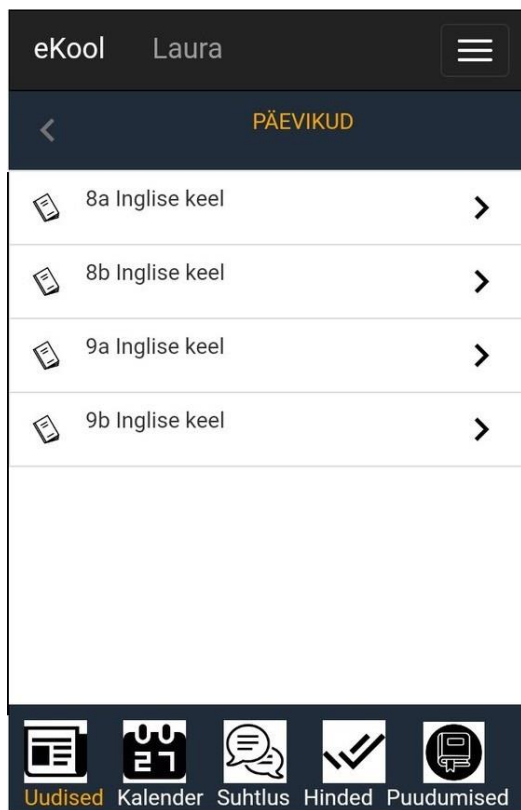 eKool Laura
PÄEVIKUD
8a Inglise keel
8b Inglise keel
9a Inglise keel
9b Inglise keel
Uudised Kalender Suhtlus Hinded Puudumised